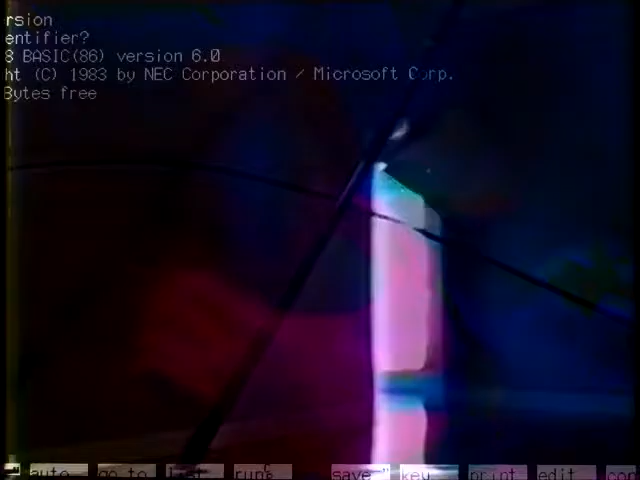 rsion
entifier?
8 BASIC(86) version 6.0
ht (C) 1983 by NEC Corporation / Microsoft Corp.
Bytes free
auto go to list run save " key print edit con